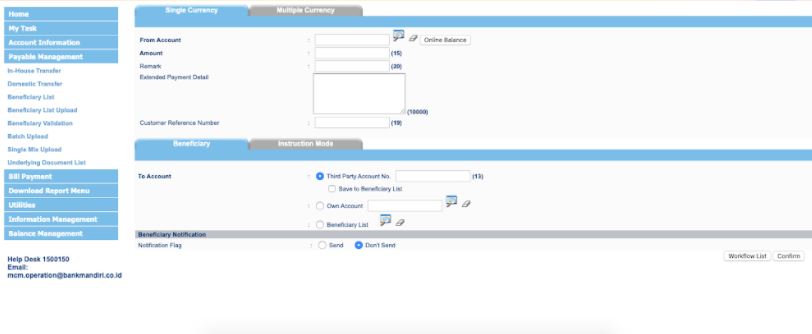 Home
My Task
Account Information
Payable Management
In-House Transfer
Domestic Transfer
Beneficiary List
Beneficiary List Upload
Beneficiary Validation
Batch Upload
Single Mix Upload
Underlying Document List
Bill Payment
Download Report Menu
Utilities
Information Management
Balance Management
Help Desk 1500150
Email:
mcm.operation@bankmandiri.co.id
Single Currency Multiple Currency
From Account : Online Balance
Amount : (15)
Remark : (20)
Extended Payment Detail
(10000)
Customer Reference Number : (19)
Beneficiary Instruction Mode
To Account : Third Party Account No. (13)
Save to Beneficiary List
: Own Account
: Beneficiary List
Beneficiary Notification
Notification Flag : Send Don't Send
Workflow List Confirm